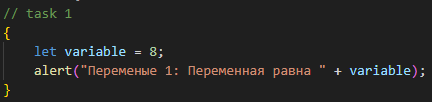 // task 1
{
    let variable = 8;
    alert("Переменые 1: Переменная равна " + variable);
}